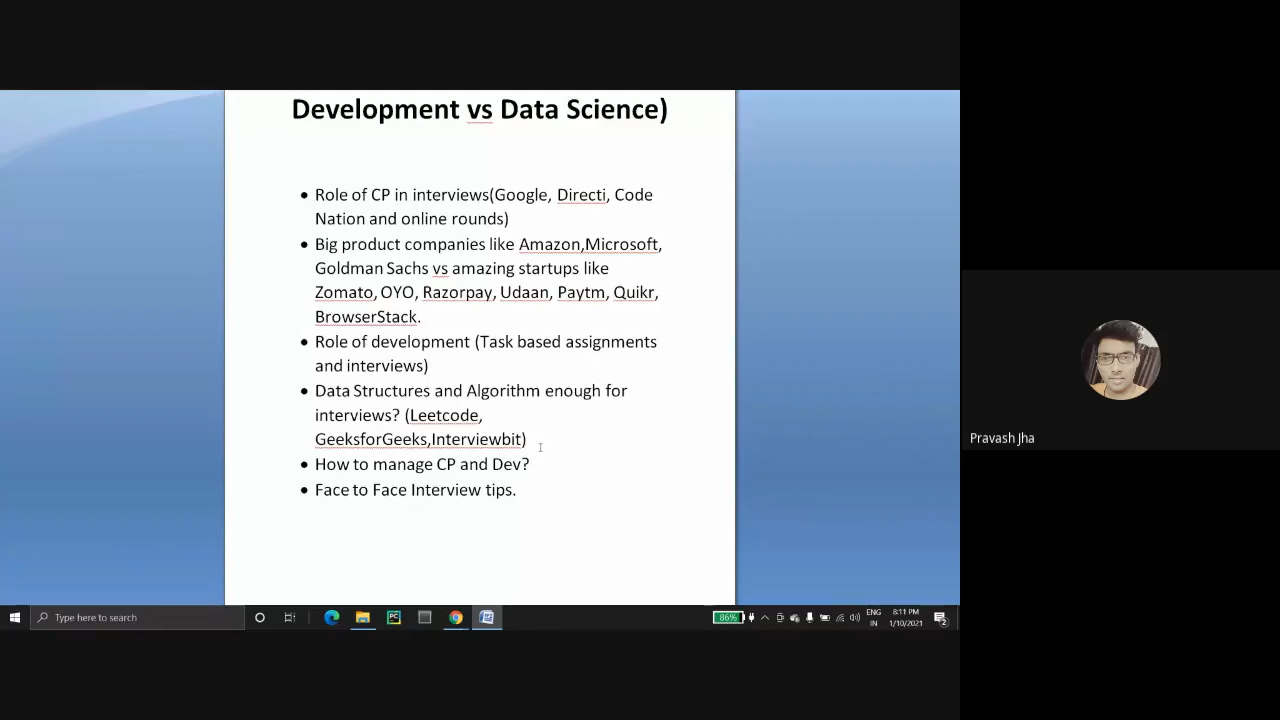 Development vs Data Science)
Role of CP in interviews(Google, Directi, Code
Nation and online rounds)
Big product companies like Amazon,Microsoft,
Goldman Sachs vs amazing startups like
Zomato, OYO, Razorpay, Udaan, Paytm, Quikr,
BrowserStack.
Role of development (Task based assignments
and interviews)
Data Structures and Algorithm enough for
interviews? (Leetcode,
GeeksforGeeks,Interviewbit)
How to manage CP and Dev?
Face to Face Interview tips.
Pravash Jha
Type here to search
PC
86%
ENG
IN
8:11 PM
1/10/2021
2